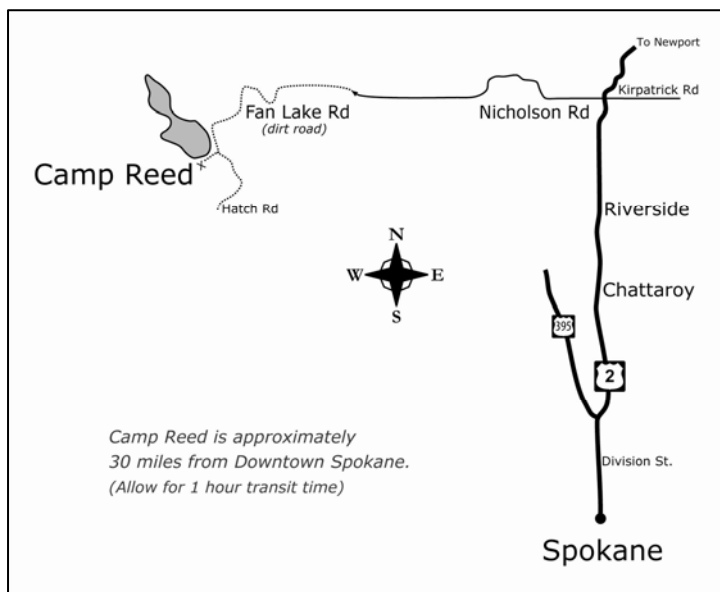 To Newport
Kirpatrick Rd
Fan Lake Rd
(dirt road)
Nicholson Rd
Camp Reed
Hatch Rd
Riverside
N
W
E
S
Chattaroy
395
2
Camp Reed is approximately
30 miles from Downtown Spokane.
(Allow for 1 hour transit time)
Division St.
Spokane